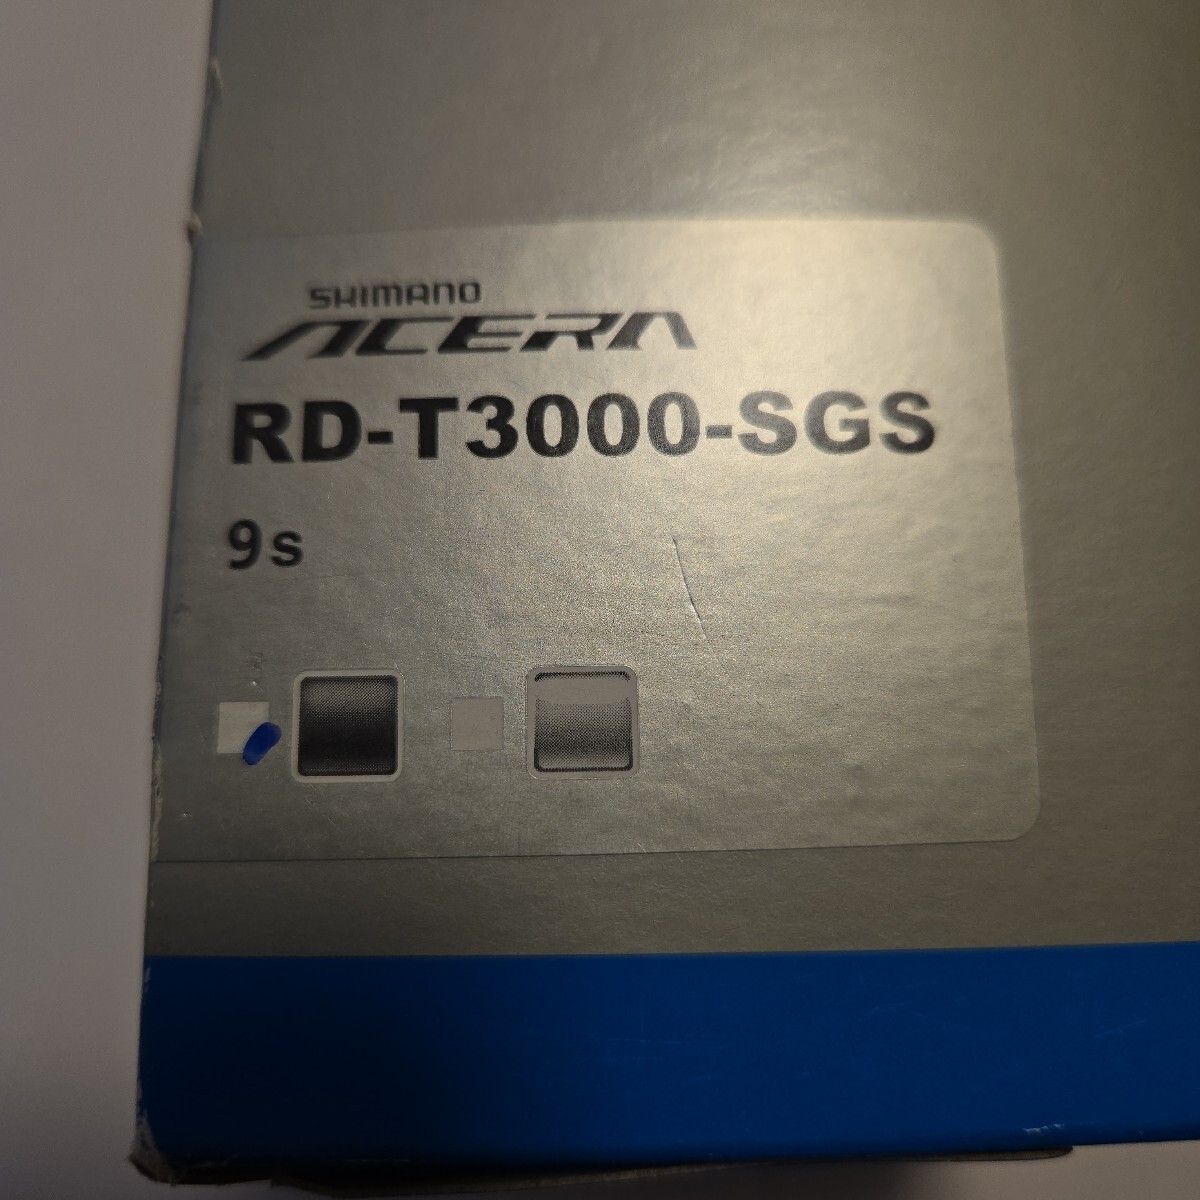 SHIMANO
ACERA
RD-T3000-SGS
9s